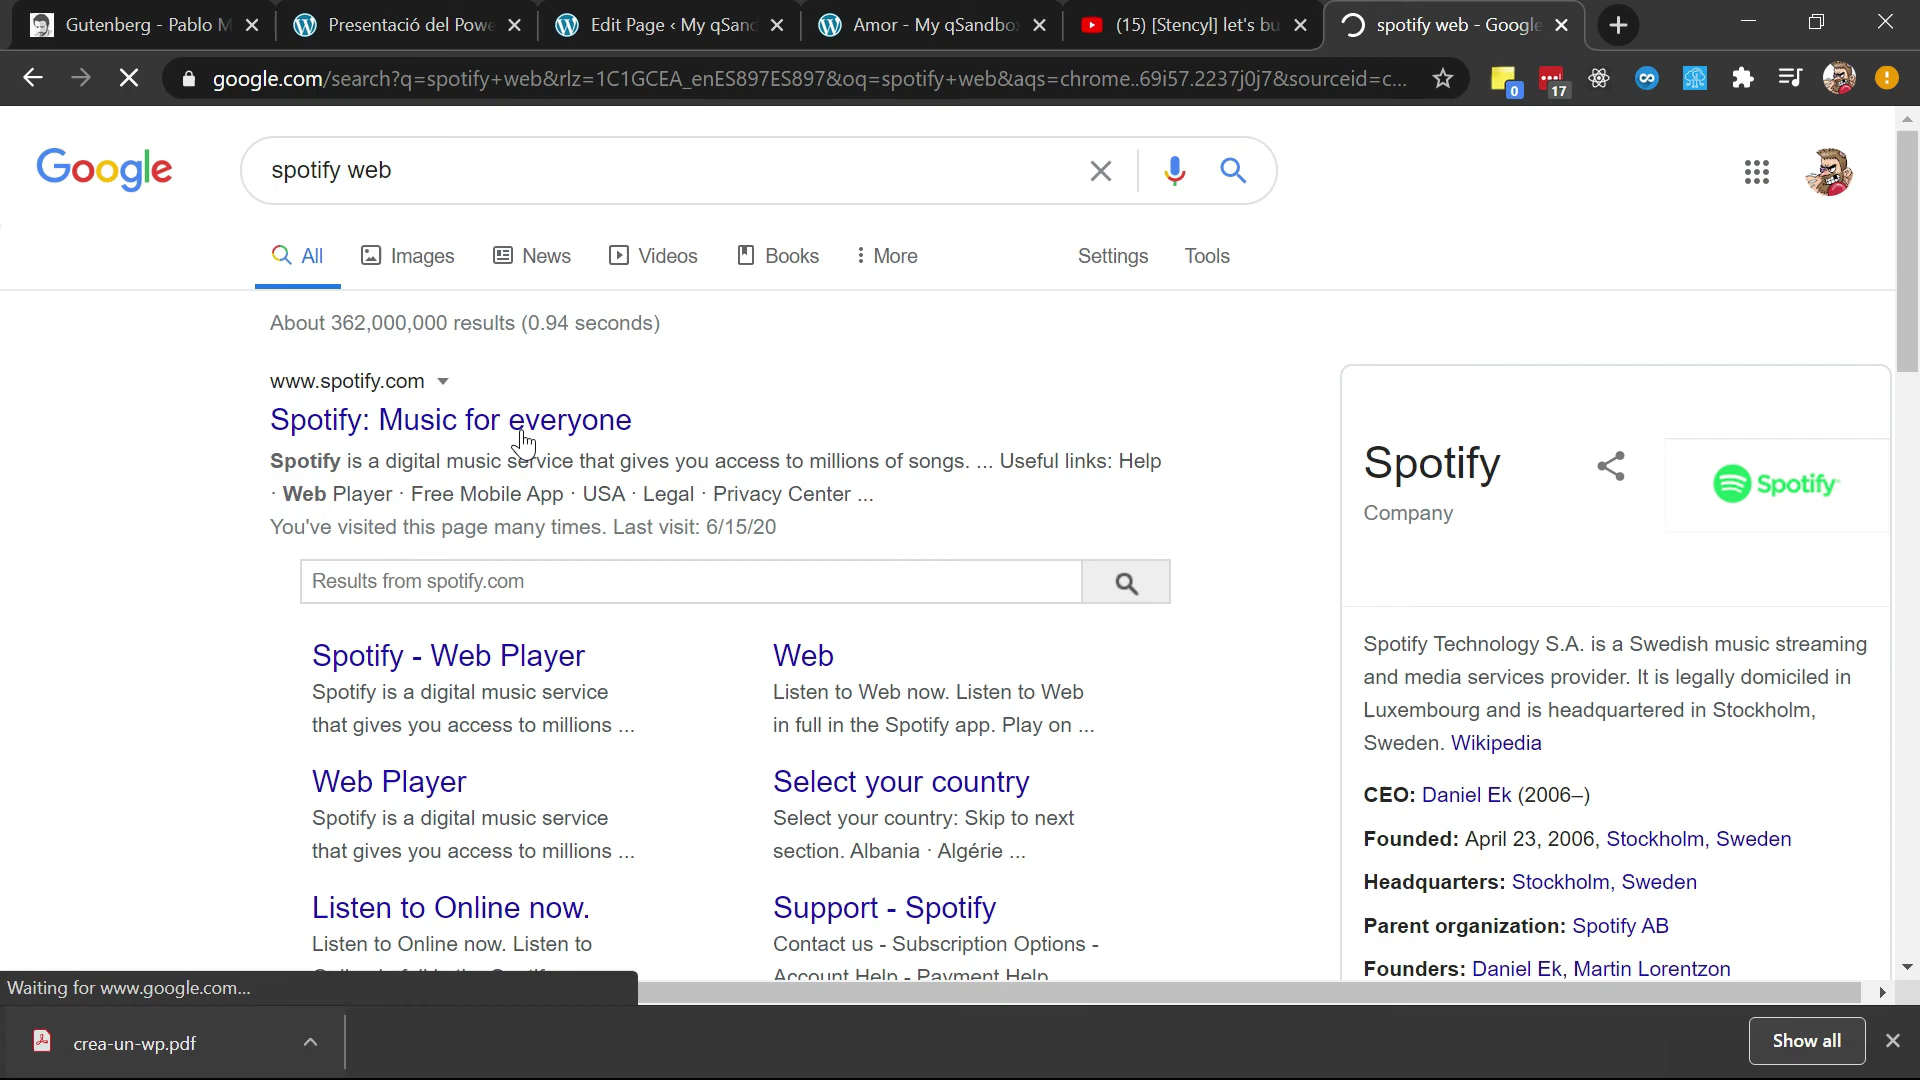 Gutenberg - Pablo M
Presentació del Powe
Edit Page ‹ My qSand
Amor - My qSandbo
(15) [Stencyl] let's bu
spotify web - Google
google.com/search?q=spotify+web&rlz=1C1GCEA_enES897ES897&oq=spotify+web&aqs=chrome..69i57.2237j0j7&sourceid=c...
0
17
Google
spotify web
All
Images
News
Videos
Books
More
Settings
Tools
About 362,000,000 results (0.94 seconds)
www.spotify.com
Spotify: Music for everyone
Spotify is a digital music service that gives you access to millions of songs. ... Useful links: Help
· Web Player · Free Mobile App · USA · Legal · Privacy Center ...
You've visited this page many times. Last visit: 6/15/20
Results from spotify.com
Spotify - Web Player
Spotify is a digital music service
that gives you access to millions ...
Web
Listen to Web now. Listen to Web
in full in the Spotify app. Play on ...
Web Player
Spotify is a digital music service
that gives you access to millions ...
Select your country
Select your country: Skip to next
section. Albania · Algérie ...
Listen to Online now.
Listen to Online now. Listen to
Support - Spotify
Contact us - Subscription Options -
Account Help - Payment Help
Spotify
Company
Spotify
Spotify Technology S.A. is a Swedish music streaming
and media services provider. It is legally domiciled in
Luxembourg and is headquartered in Stockholm,
Sweden. Wikipedia
CEO: Daniel Ek (2006–)
Founded: April 23, 2006, Stockholm, Sweden
Headquarters: Stockholm, Sweden
Parent organization: Spotify AB
Founders: Daniel Ek, Martin Lorentzon
Waiting for www.google.com...
crea-un-wp.pdf
Show all